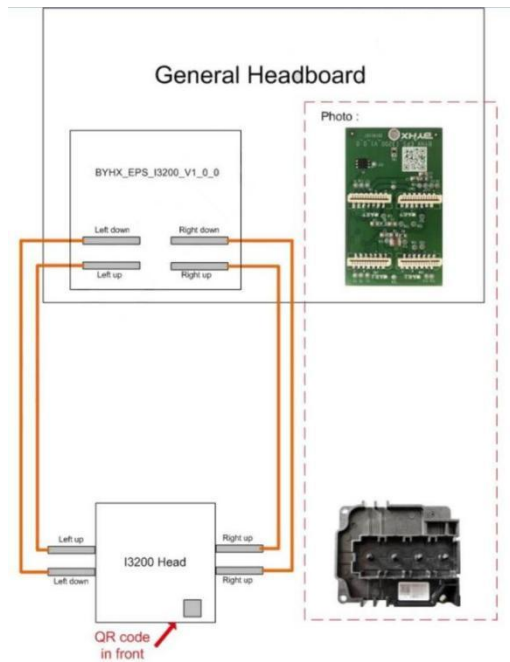 General Headboard
Photo :
BYHX_EPS_I3200_V1_0_0
Left down
Right down
Left up
Right up
Left up
Right up
I3200 Head
Left down
Right up
QR code
in front